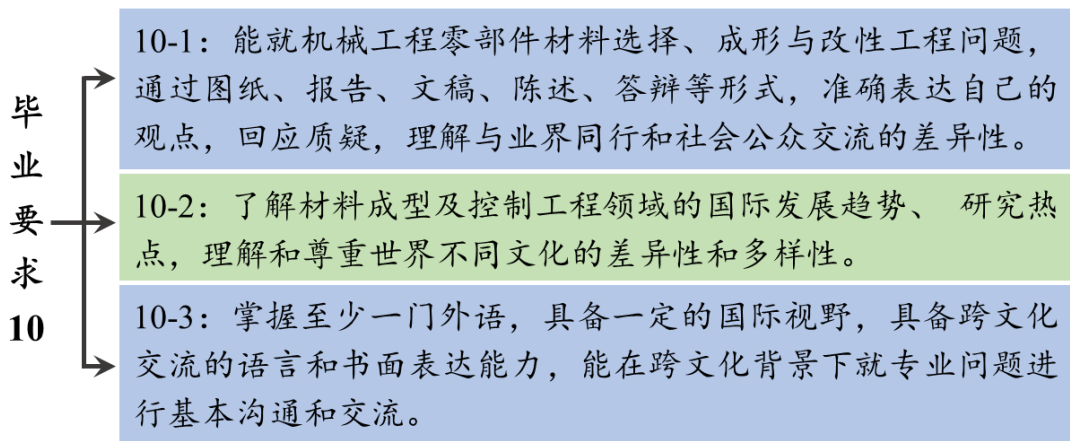 毕业要求10
10-1：能就机械工程零部件材料选择、成形与改性工程问题，
通过图纸、报告、文稿、陈述、答辩等形式，准确表达自己的
观点，回应质疑，理解与业界同行和社会公众交流的差异性。
10-2：了解材料成型及控制工程领域的国际发展趋势、 研究热
点，理解和尊重世界不同文化的差异性和多样性。
10-3：掌握至少一门外语，具备一定的国际视野，具备跨文化
交流的语言和书面表达能力，能在跨文化背景下就专业问题进
行基本沟通和交流。